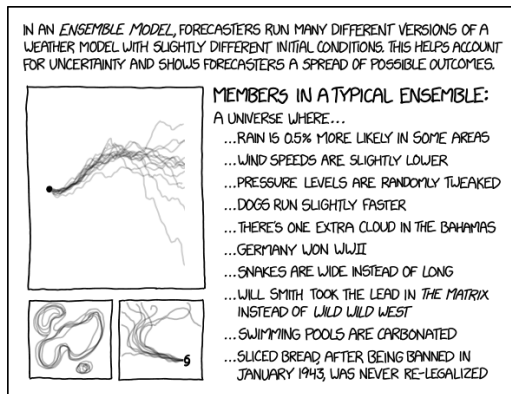 IN AN ENSEMBLE MODEL, FORECASTERS RUN MANY DIFFERENT VERSIONS OF A
WEATHER MODEL WITH SLIGHTLY DIFFERENT INITIAL CONDITIONS. THIS HELPS ACCOUNT
FOR UNCERTAINTY AND SHOWS FORECASTERS A SPREAD OF POSSIBLE OUTCOMES.
MEMBERS IN A TYPICAL ENSEMBLE:
A UNIVERSE WHERE...
...RAIN IS 0.5% MORE LIKELY IN SOME AREAS
...WIND SPEEDS ARE SLIGHTLY LOWER
...PRESSURE LEVELS ARE RANDOMLY TWEAKED
...DOGS RUN SLIGHTLY FASTER
...THERE'S ONE EXTRA CLOUD IN THE BAHAMAS
...GERMANY WON WWII
...SNAKES ARE WIDE INSTEAD OF LONG
...WILL SMITH TOOK THE LEAD IN THE MATRIX
INSTEAD OF WILD WILD WEST
...SWIMMING POOLS ARE CARBONATED
...SLICED BREAD, AFTER BEING BANNED IN
JANUARY 1943, WAS NEVER RE-LEGALIZED